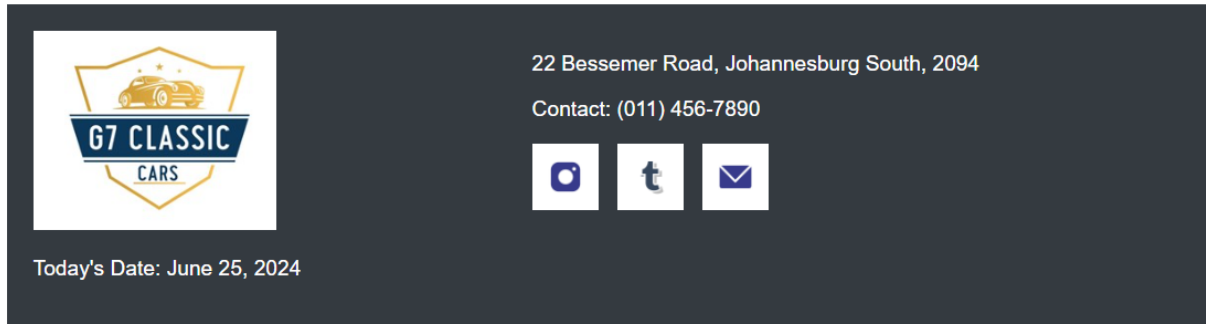 G7 CLASSIC
CARS
Today's Date: June 25, 2024
22 Bessemer Road, Johannesburg South, 2094
Contact: (011) 456-7890
t